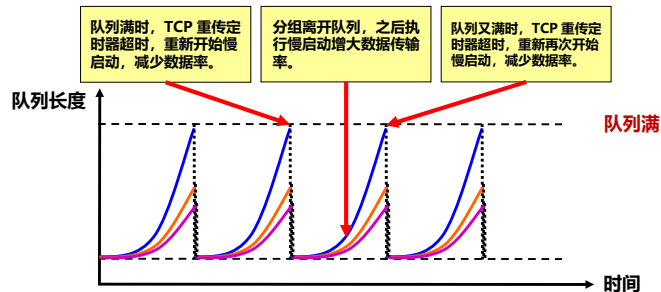 队列满时，TCP 重传定
时器超时，重新开始慢
启动，减少数据率。
分组离开队列，之后执
行慢启动增大数据传输
率。
队列又满时，TCP 重传定
时器超时，重新再次开始
慢启动，减少数据率。
队列长度
队列满
时间